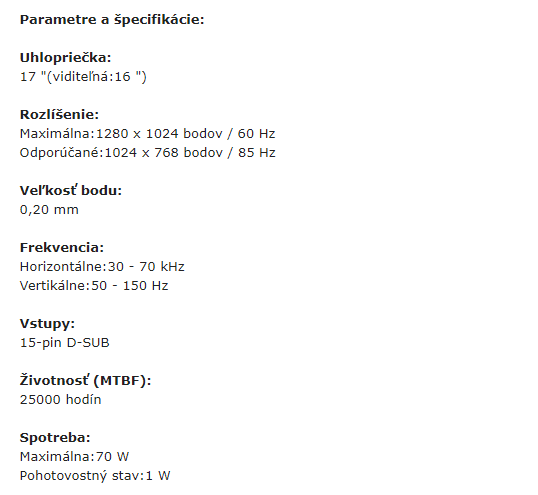 Parametre a špecifikácie:
Uhlopriečka:
17 "(viditeľná:16 ")
Rozlíšenie:
Maximálna:1280 x 1024 bodov / 60 Hz
Odporúčané:1024 x 768 bodov / 85 Hz
Veľkosť bodu:
0,20 mm
Frekvencia:
Horizontálne:30 - 70 kHz
Vertikálne:50 - 150 Hz
Vstupy:
15-pin D-SUB
Životnosť (MTBF):
25000 hodín
Spotreba:
Maximálna:70 W
Pohotovostný stav:1 W